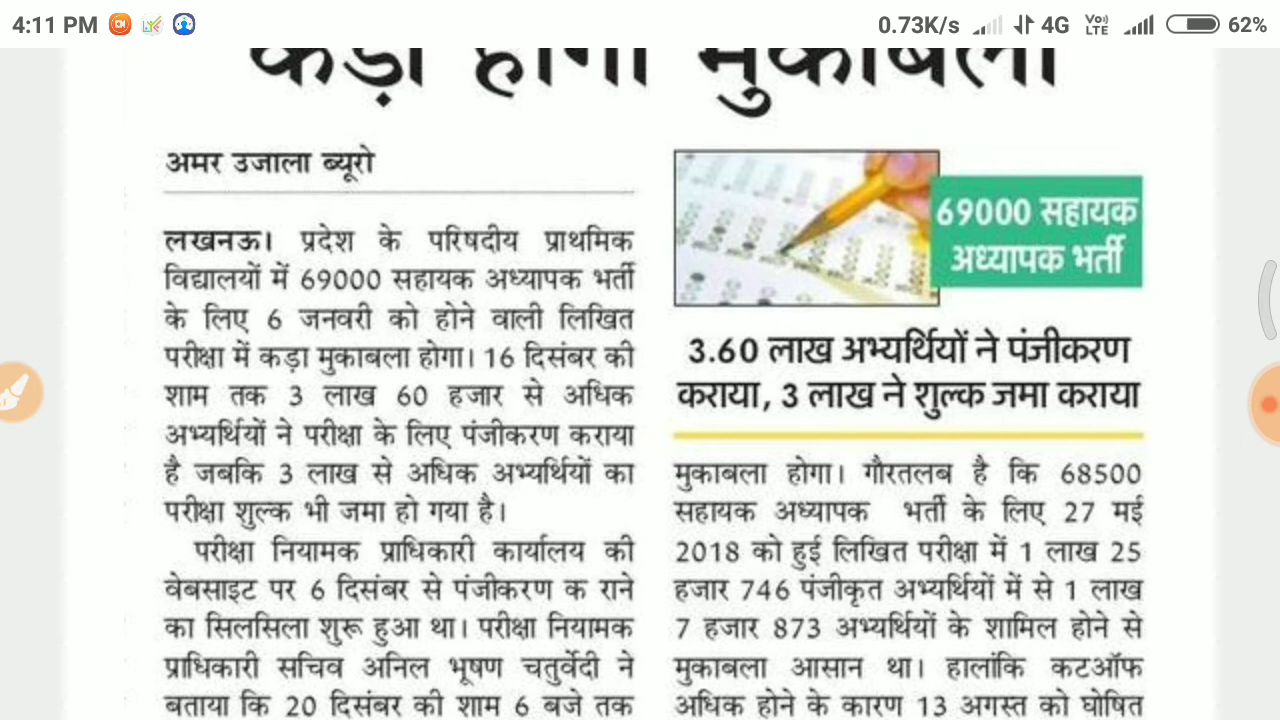 4:11 PM
0.73K/s 4G VoLTE 62%
कड़ा होगा मुकाबला
अमर उजाला ब्यूरो
लखनऊ। प्रदेश के परिषदीय प्राथमिक
विद्यालयों में 69000 सहायक अध्यापक भर्ती
के लिए 6 जनवरी को होने वाली लिखित
परीक्षा में कड़ा मुकाबला होगा। 16 दिसंबर की
शाम तक 3 लाख 60 हजार से अधिक
अभ्यर्थियों ने परीक्षा के लिए पंजीकरण कराया
है जबकि 3 लाख से अधिक अभ्यर्थियों का
परीक्षा शुल्क भी जमा हो गया है।
परीक्षा नियामक प्राधिकारी कार्यालय की
वेबसाइट पर 6 दिसंबर से पंजीकरण क राने
का सिलसिला शुरू हुआ था। परीक्षा नियामक
प्राधिकारी सचिव अनिल भूषण चतुर्वेदी ने
बताया कि 20 दिसंबर की शाम 6 बजे तक
69000 सहायक
अध्यापक भर्ती
3.60 लाख अभ्यर्थियों ने पंजीकरण
कराया, 3 लाख ने शुल्क जमा कराया
मुकाबला होगा। गौरतलब है कि 68500
सहायक अध्यापक भर्ती के लिए 27 मई
2018 को हुई लिखित परीक्षा में 1 लाख 25
हजार 746 पंजीकृत अभ्यर्थियों में से 1 लाख
7 हजार 873 अभ्यर्थियों के शामिल होने से
मुकाबला आसान था। हालांकि कटऑफ
अधिक होने के कारण 13 अगस्त को घोषित